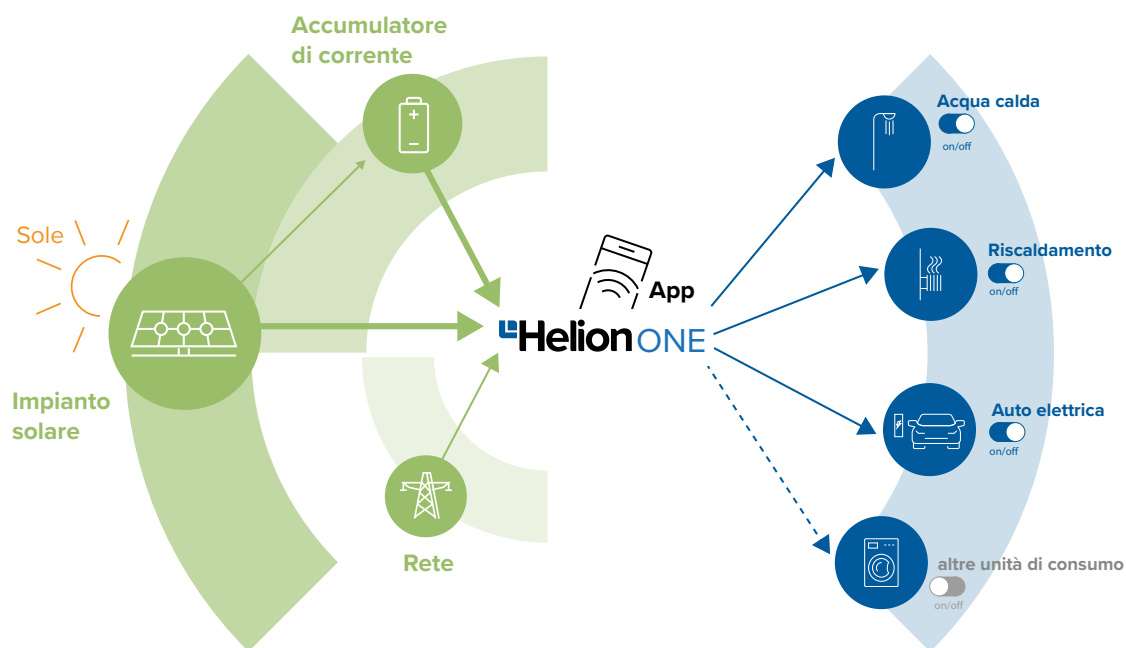 Accumulatore
di corrente
Sole
Impianto
solare
Rete
App
Helion ONE
Acqua calda
on/off
Riscaldamento
on/off
Auto elettrica
on/off
altre unità di consumo
on/off